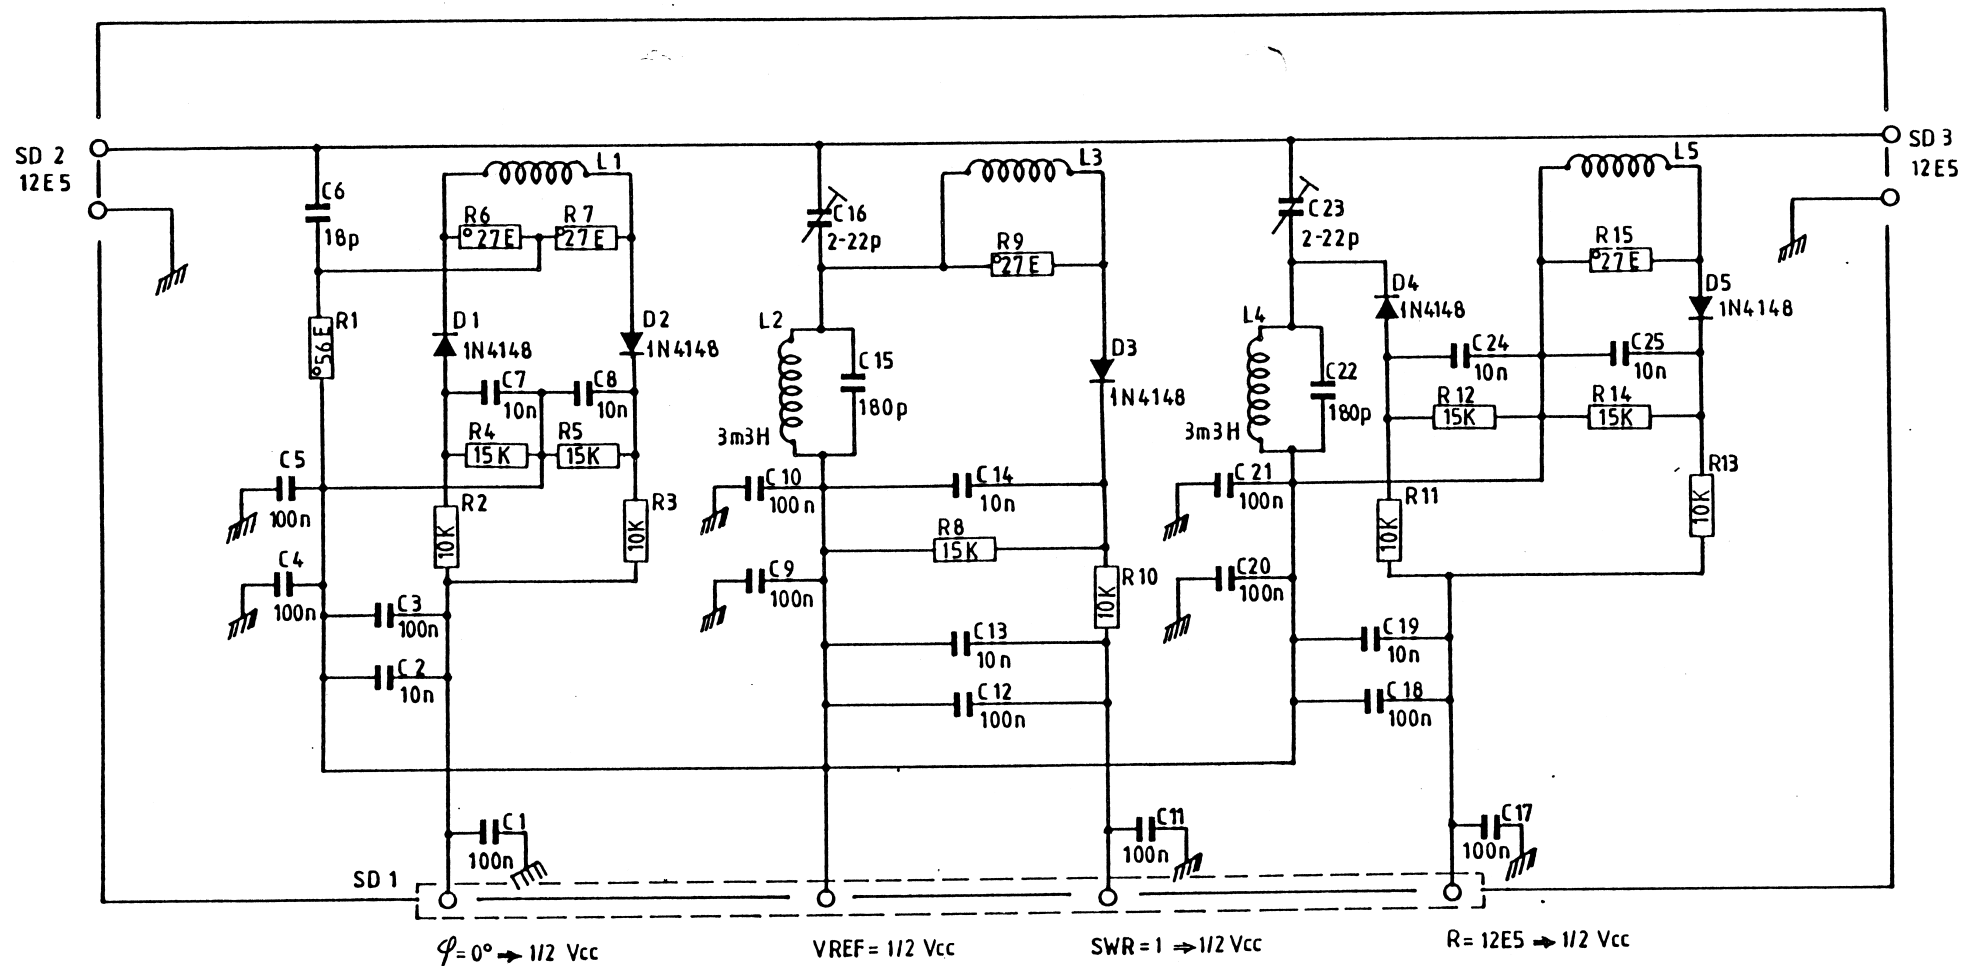 SD 2
12E5
SD 3
12E5
C6
18p
L1
R6
27E
R7
27E
R1
56E
D1
1N4148
D2
1N4148
C7
10n
C8
10n
R4
15K
R5
15K
C5
100n
R2
10K
R3
10K
C4
100n
C3
100n
C2
10n
C1
100n
C16
2-22p
L3
R9
27E
L2
3m3H
C15
180p
D3
1N4148
C10
100n
C14
10n
R8
15K
C9
100n
R10
10K
C13
10n
C12
100n
C11
100n
C23
2-22p
L5
R15
27E
D4
1N4148
D5
1N4148
L4
3m3H
C22
180p
C24
10n
C25
10n
R12
15K
R14
15K
C21
100n
R11
10K
R13
10K
C20
100n
C19
10n
C18
100n
C17
100n
SD 1
φ=0° → 1/2 Vcc
VREF = 1/2 Vcc
SWR = 1 ⇒ 1/2 Vcc
R = 12E5 ⇒ 1/2 Vcc